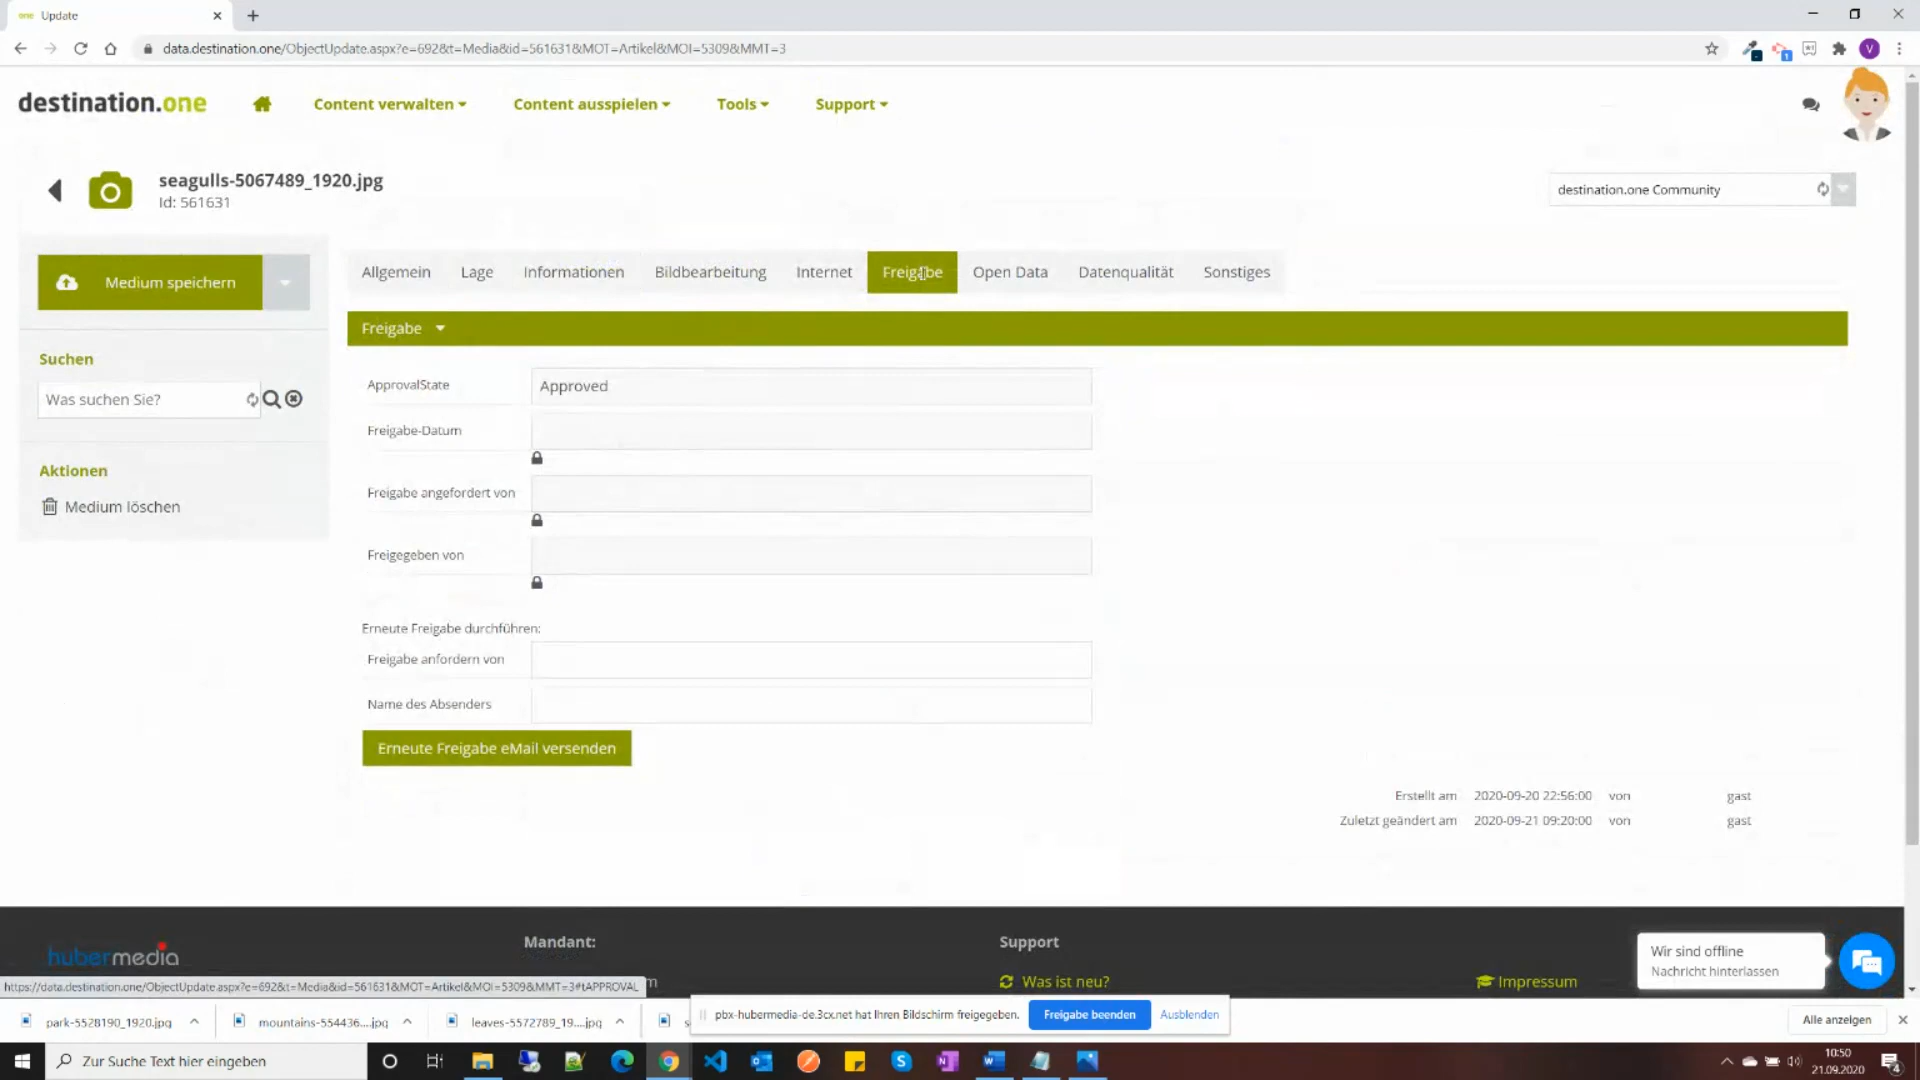 one Update
data.destination.one/ObjectUpdate.aspx?e=692&t=Media&id=561631&MOT=Artikel&MOI=5309&MMT=3
V
destination.one
Content verwalten
Content ausspielen
Tools
Support
seagulls-5067489_1920.jpg
Id: 561631
destination.one Community
Medium speichern
Allgemein
Lage
Informationen
Bildbearbeitung
Internet
Freigabe
Open Data
Datenqualität
Sonstiges
Freigabe
Suchen
Was suchen Sie?
Aktionen
Medium löschen
ApprovalState
Approved
Freigabe-Datum
Freigabe angefordert von
Freigegeben von
Erneute Freigabe durchführen:
Freigabe anfordern von
Name des Absenders
Erneute Freigabe eMail versenden
Erstellt am 2020-09-20 22:56:00 von gast
Zuletzt geändert am 2020-09-21 09:20:00 von gast
hubermedia
Mandant:
Support
Was ist neu?
Impressum
Wir sind offline
Nachricht hinterlassen
https://data.destination.one/ObjectUpdate.aspx?e=692&t=Media&id=561631&MOT=Artikel&MOI=5309&MMT=3#tAPPROVAL
park-5528190_1920.jpg
mountains-554436....jpg
leaves-5572789_19....jpg
pbx-hubermedia-de.3cx.net hat Ihren Bildschirm freigegeben.
Freigabe beenden
Ausblenden
Alle anzeigen
Zur Suche Text hier eingeben
10:50
21.09.2020
4